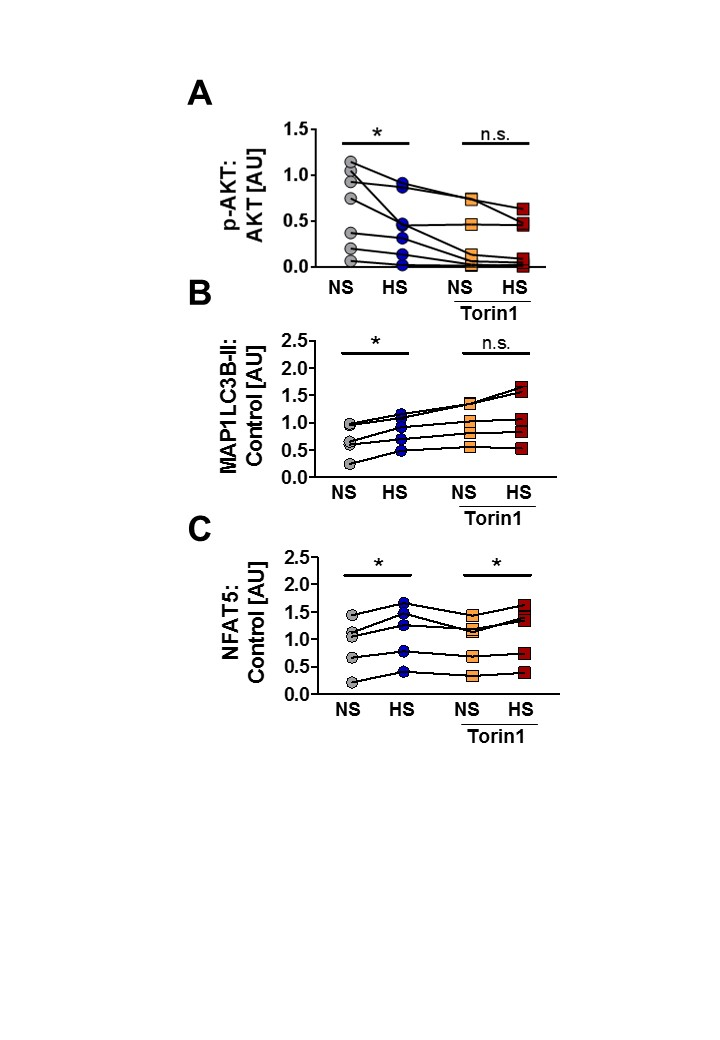 A
p-AKT:
AKT [AU]
1.5
1.0
0.5
0.0
*
n.s.
NS HS NS HS
Torin1
B
MAP1LC3B-II:
Control [AU]
2.5
2.0
1.5
1.0
0.5
0.0
*
n.s.
NS HS NS HS
Torin1
C
NFAT5:
Control [AU]
2.5
2.0
1.5
1.0
0.5
0.0
*
*
NS HS NS HS
Torin1